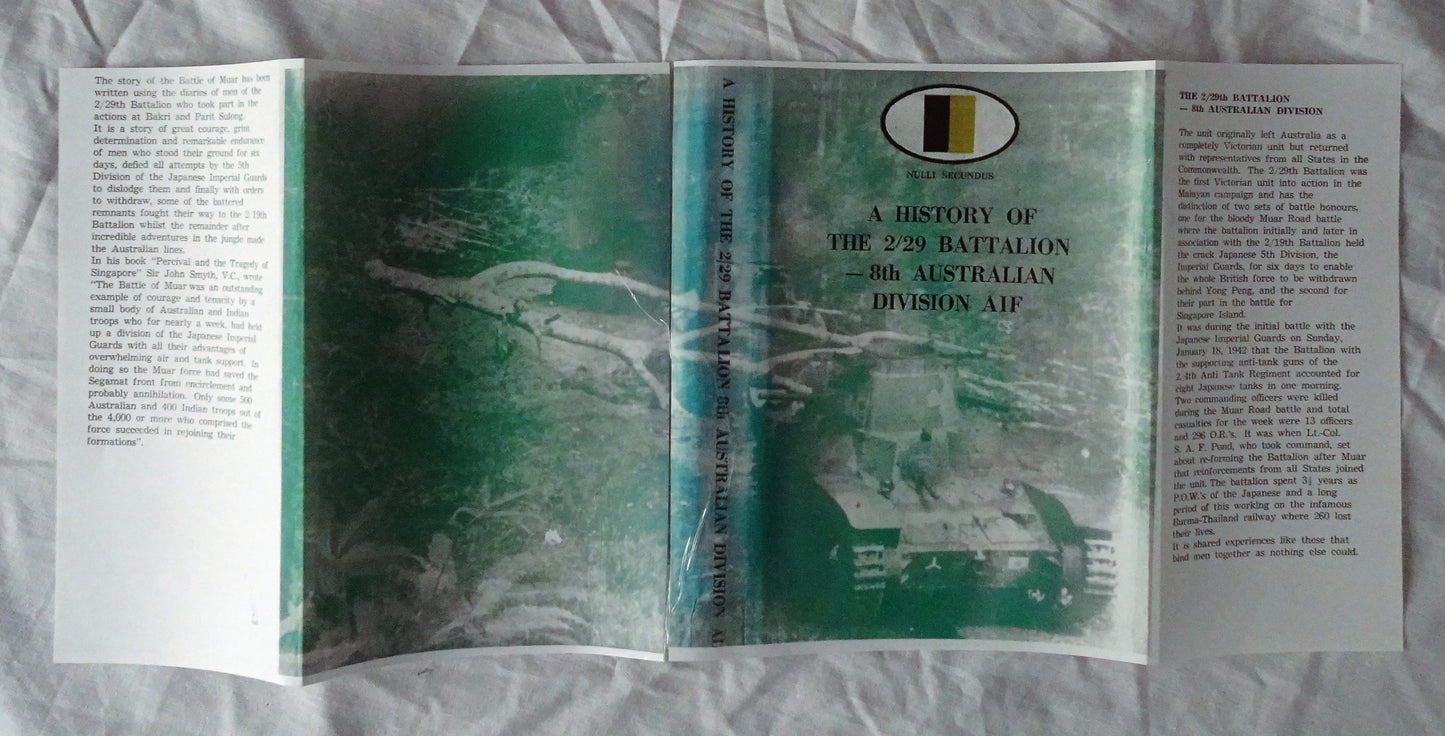 The story of the Battle of Muar has been
written using the diaries of men of the
2/29th Battalion who took part in the
actions at Bakri and Parit Sulong.
It is a story of great courage, grim
determination and remarkable endurance
of men who stood their ground for six
days, defied all attempts by the 5th
Division of the Japanese Imperial Guards
to dislodge them and finally with orders
to withdraw, some of the battered
remnants fought their way to the 2 19th
Battalion whilst the remainder after
incredible adventures in the jungle made
the Australian lines.
In his book "Percival and the Tragedy of
Singapore" Sir John Smyth, V.C., wrote
"The Battle of Muar was an outstanding
example of courage and tenacity by a
small body of Australian and Indian
troops who for nearly a week, had held
up a division of the Japanese Imperial
Guards with all their advantages of
overwhelming air and tank support. In
doing so the Muar force had saved the
Segamat front from encirclement and
probably annihilation. Only some 500
Australian and 400 Indian troops out of
the 4,000 or more who comprised the
force succeeded in rejoining their
formations".
A HISTORY OF THE 2/29 BATTALION 8th AUSTRALIAN DIVISION
NULLI SECUNDUS
A HISTORY OF
THE 2/29 BATTALION
— 8th AUSTRALIAN
DIVISION AIF
THE 2/29th BATTALION
— 8th AUSTRALIAN DIVISION
The unit originally left Australia as a
completely Victorian unit but returned
with representatives from all States in the
Commonwealth. The 2/29th Battalion was
the first Victorian unit into action in the
Malayan campaign and has the
distinction of two sets of battle honours,
one for the bloody Muar Road battle
where the battalion initially and later in
association with the 2/19th Battalion held
the crack Japanese 5th Division, the
Imperial Guards, for six days to enable
the whole British force to be withdrawn
behind Yong Peng, and the second for
their part in the battle for
Singapore Island.
It was during the initial battle with the
Japanese Imperial Guards on Sunday,
January 18, 1942 that the Battalion with
the supporting anti-tank guns of the
2 4th Anti Tank Regiment accounted for
eight Japanese tanks in one morning.
Two commanding officers were killed
during the Muar Road battle and total
casualties for the week were 13 officers
and 296 O.R.'s. It was when Lt.-Col.
S. A. F. Pond, who took command, set
about re-forming the Battalion after Muar
that reinforcements from all States joined
the unit. The battalion spent 3½ years as
P.O.W.'s of the Japanese and a long
period of this working on the infamous
Burma-Thailand railway where 260 lost
their lives.
It is shared experiences like these that
bind men together as nothing else could.